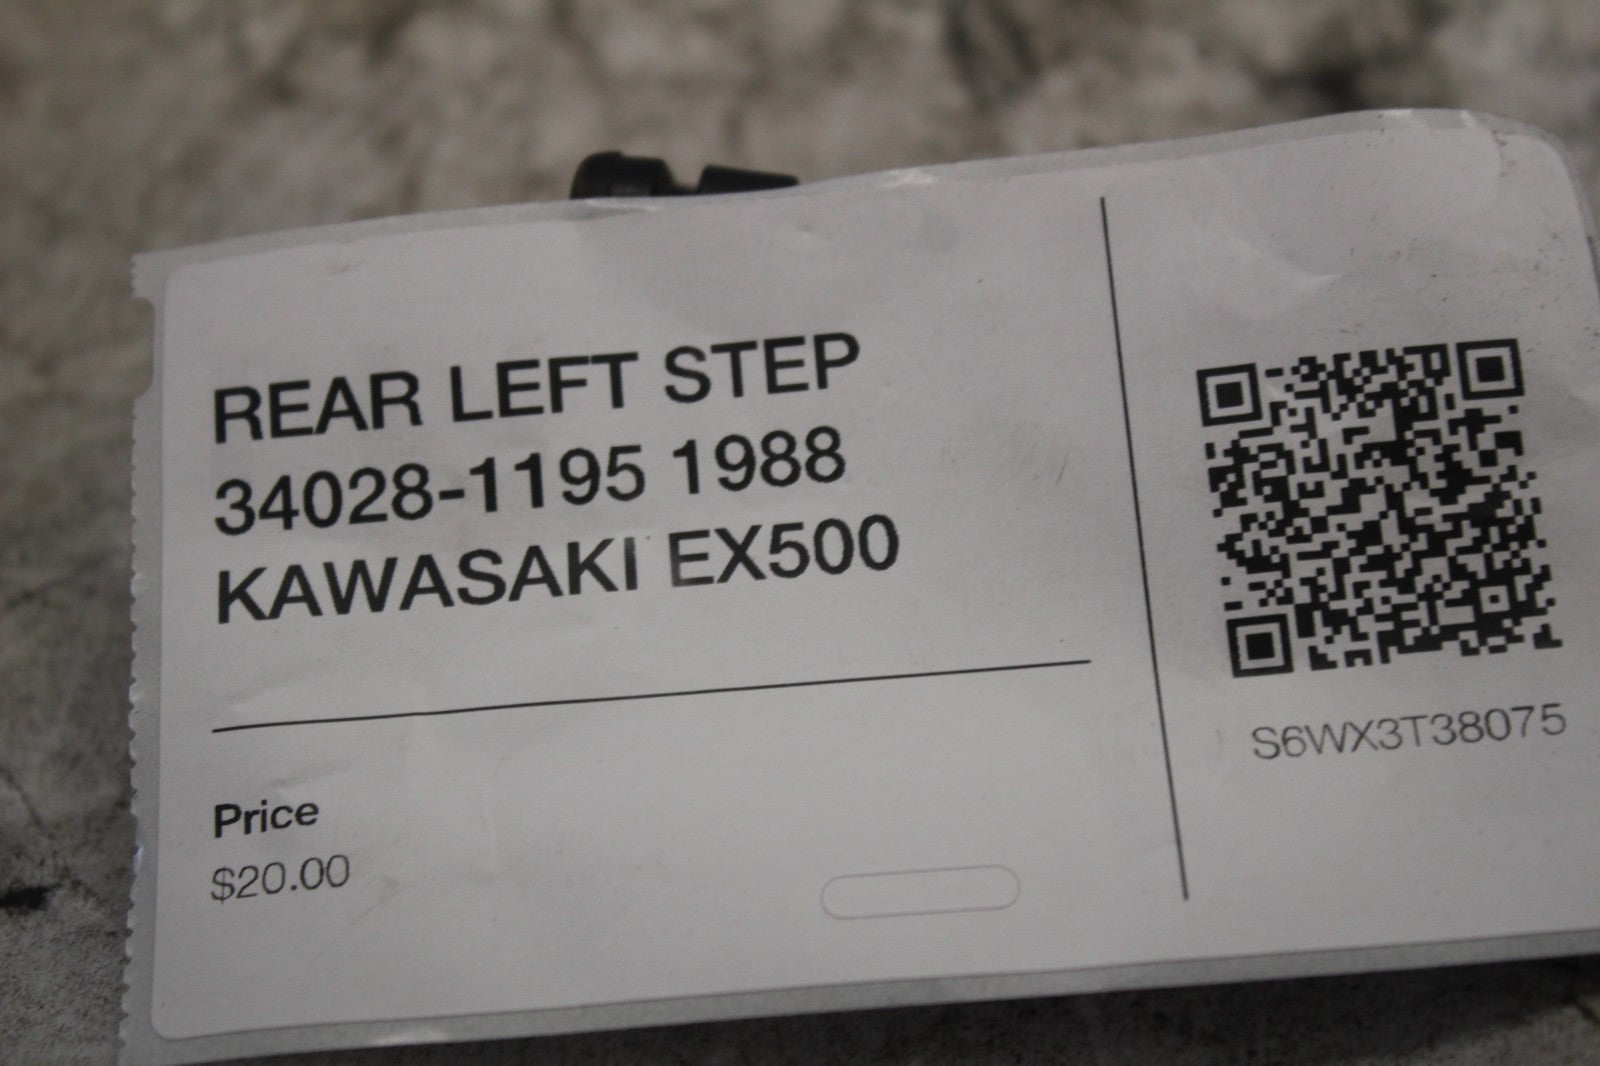 REAR LEFT STEP
34028-1195 1988
KAWASAKI EX500
Price
$20.00
S6WX3T38075